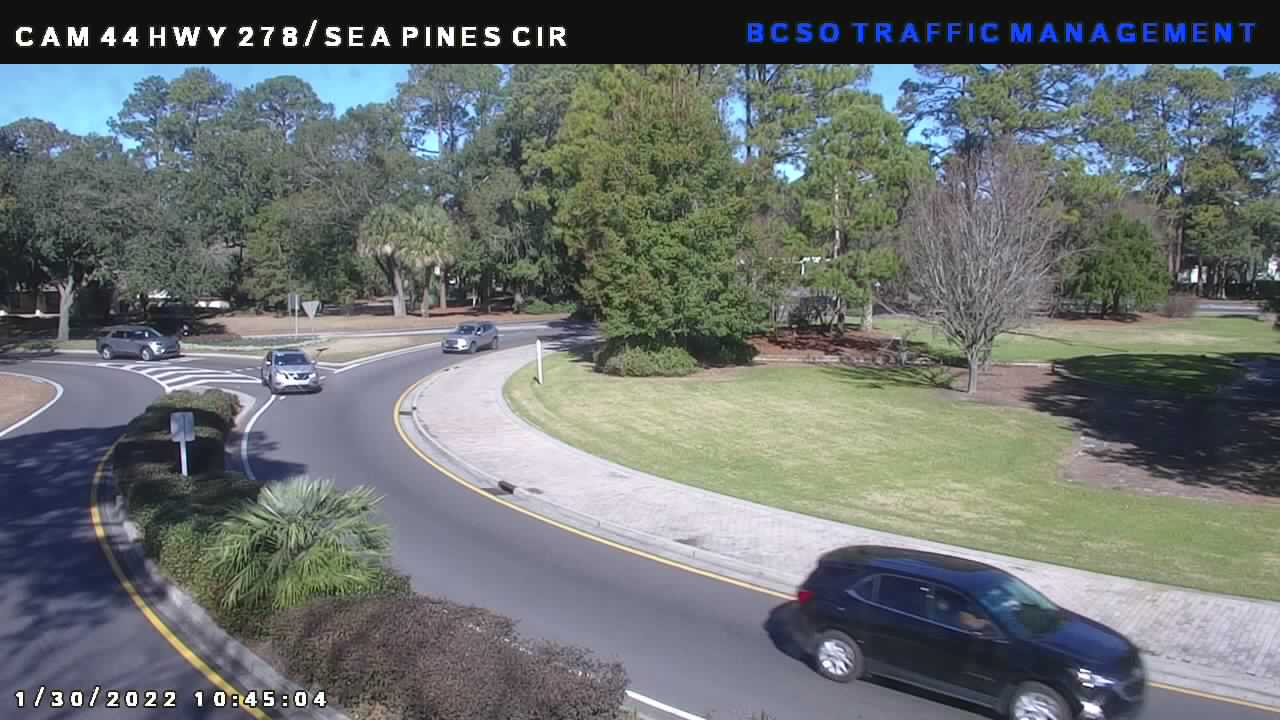 CAM 44 HWY 278/SEA PINES CIR
BCSO TRAFFIC MANAGEMENT
1/30/2022 10:45:04